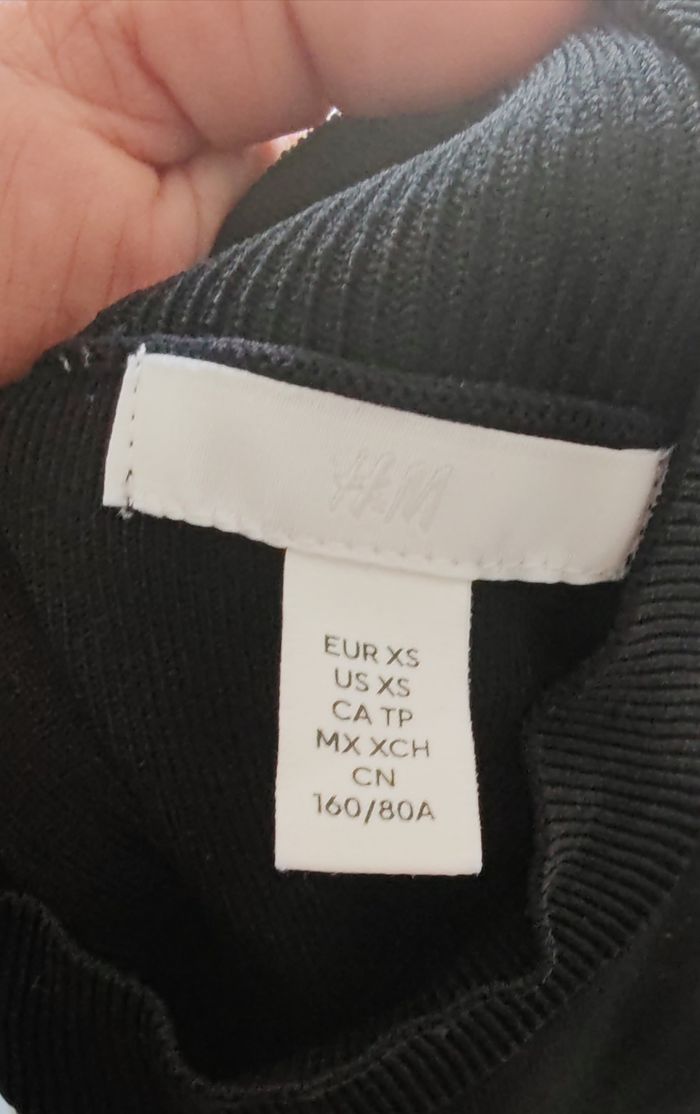 H&M
EUR XS
US XS
CA TP
MX XCH
CN
160/80A